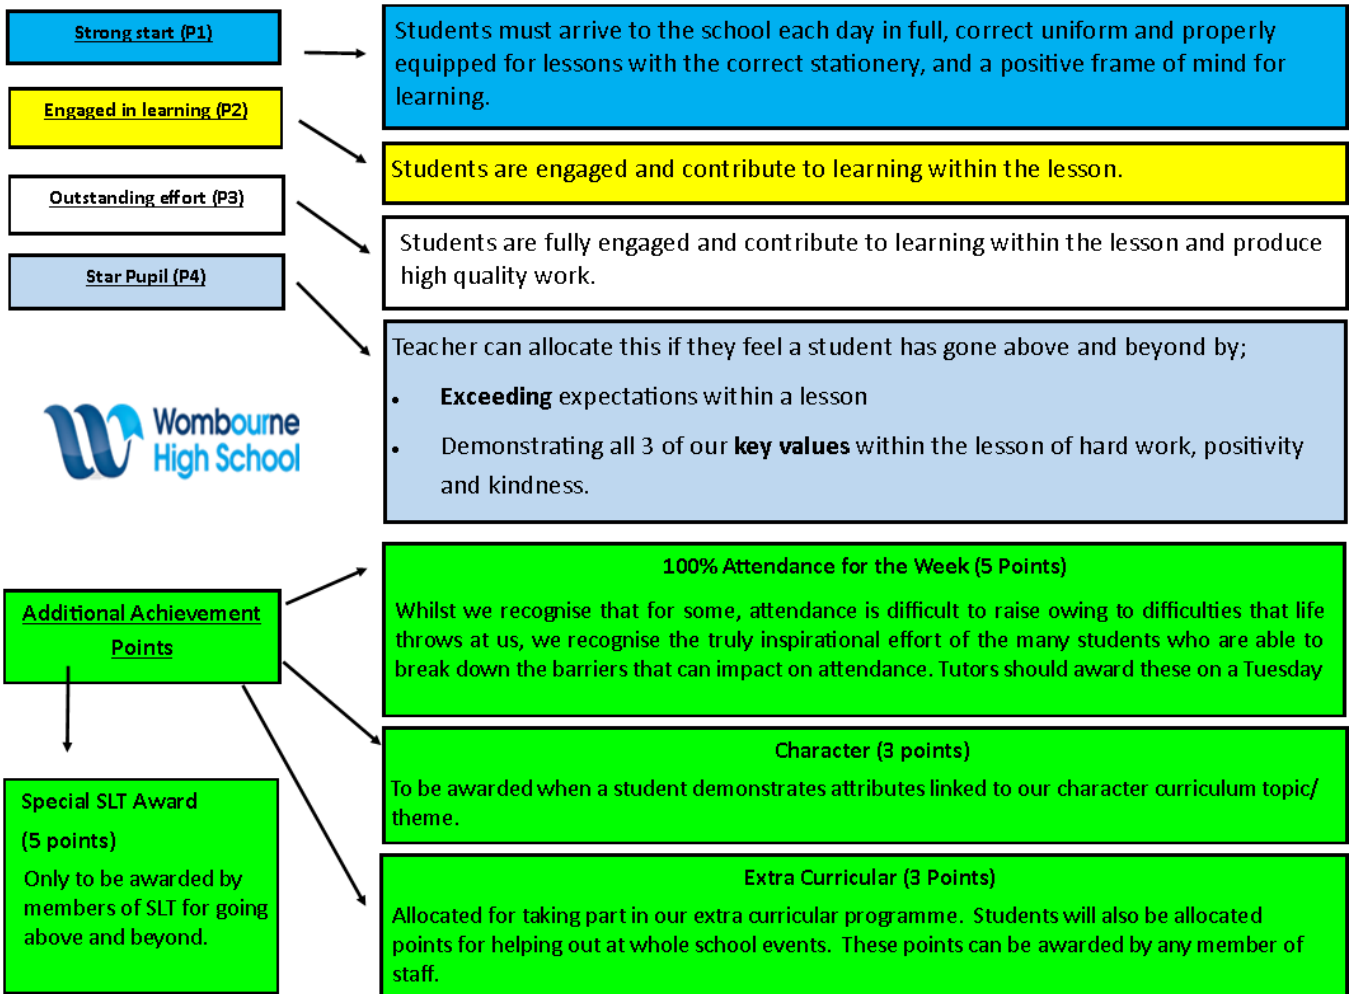 Strong start (P1)
Students must arrive to the school each day in full, correct uniform and properly
equipped for lessons with the correct stationery, and a positive frame of mind for
learning.
Engaged in learning (P2)
Students are engaged and contribute to learning within the lesson.
Outstanding effort (P3)
Students are fully engaged and contribute to learning within the lesson and produce
high quality work.
Star Pupil (P4)
Teacher can allocate this if they feel a student has gone above and beyond by;
• Exceeding expectations within a lesson
• Demonstrating all 3 of our key values within the lesson of hard work, positivity
and kindness.
Wombourne
High School
Additional Achievement
Points
100% Attendance for the Week (5 Points)
Whilst we recognise that for some, attendance is difficult to raise owing to difficulties that life
throws at us, we recognise the truly inspirational effort of the many students who are able to
break down the barriers that can impact on attendance. Tutors should award these on a Tuesday
Character (3 points)
To be awarded when a student demonstrates attributes linked to our character curriculum topic/
theme.
Special SLT Award
(5 points)
Only to be awarded by
members of SLT for going
above and beyond.
Extra Curricular (3 Points)
Allocated for taking part in our extra curricular programme. Students will also be allocated
points for helping out at whole school events. These points can be awarded by any member of
staff.